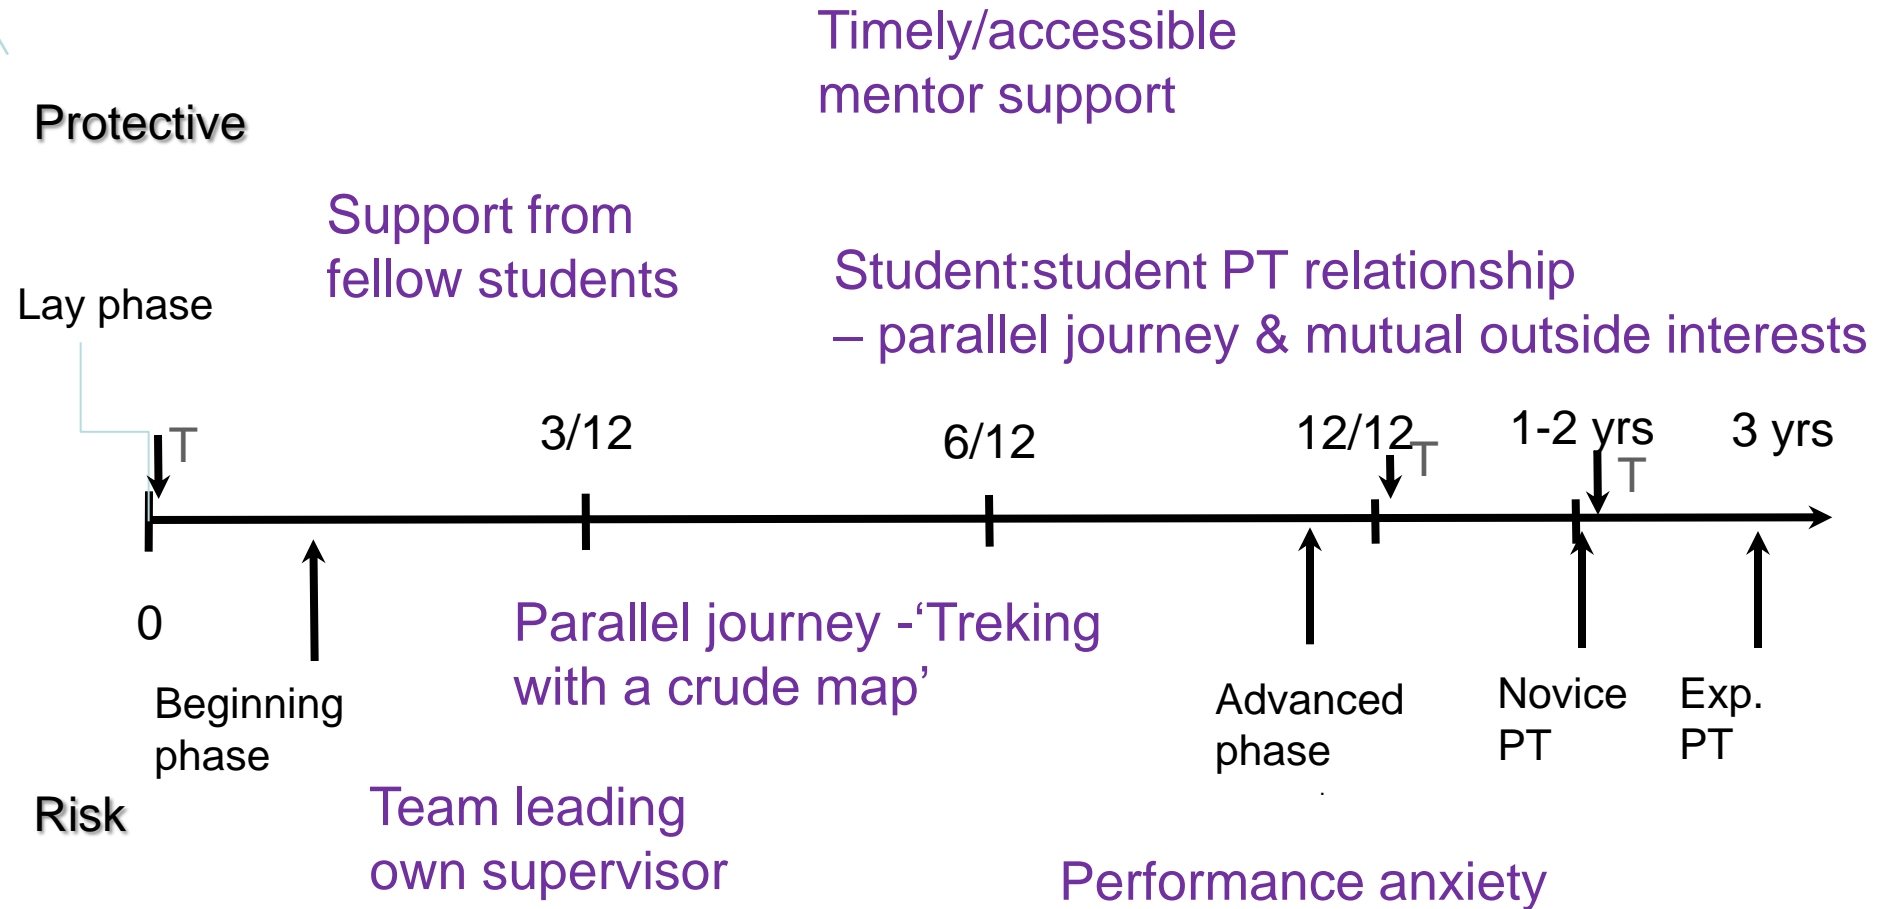 Timely/accessible
mentor support
Protective
Support from
fellow students
Student:student PT relationship
– parallel journey & mutual outside interests
Lay phase
T
3/12
6/12
12/12
T
1-2 yrs
T
3 yrs
0
Parallel journey -‘Treking
with a crude map’
Beginning
phase
Advanced
phase
Novice
PT
Exp.
PT
Risk
Team leading
own supervisor
Performance anxiety